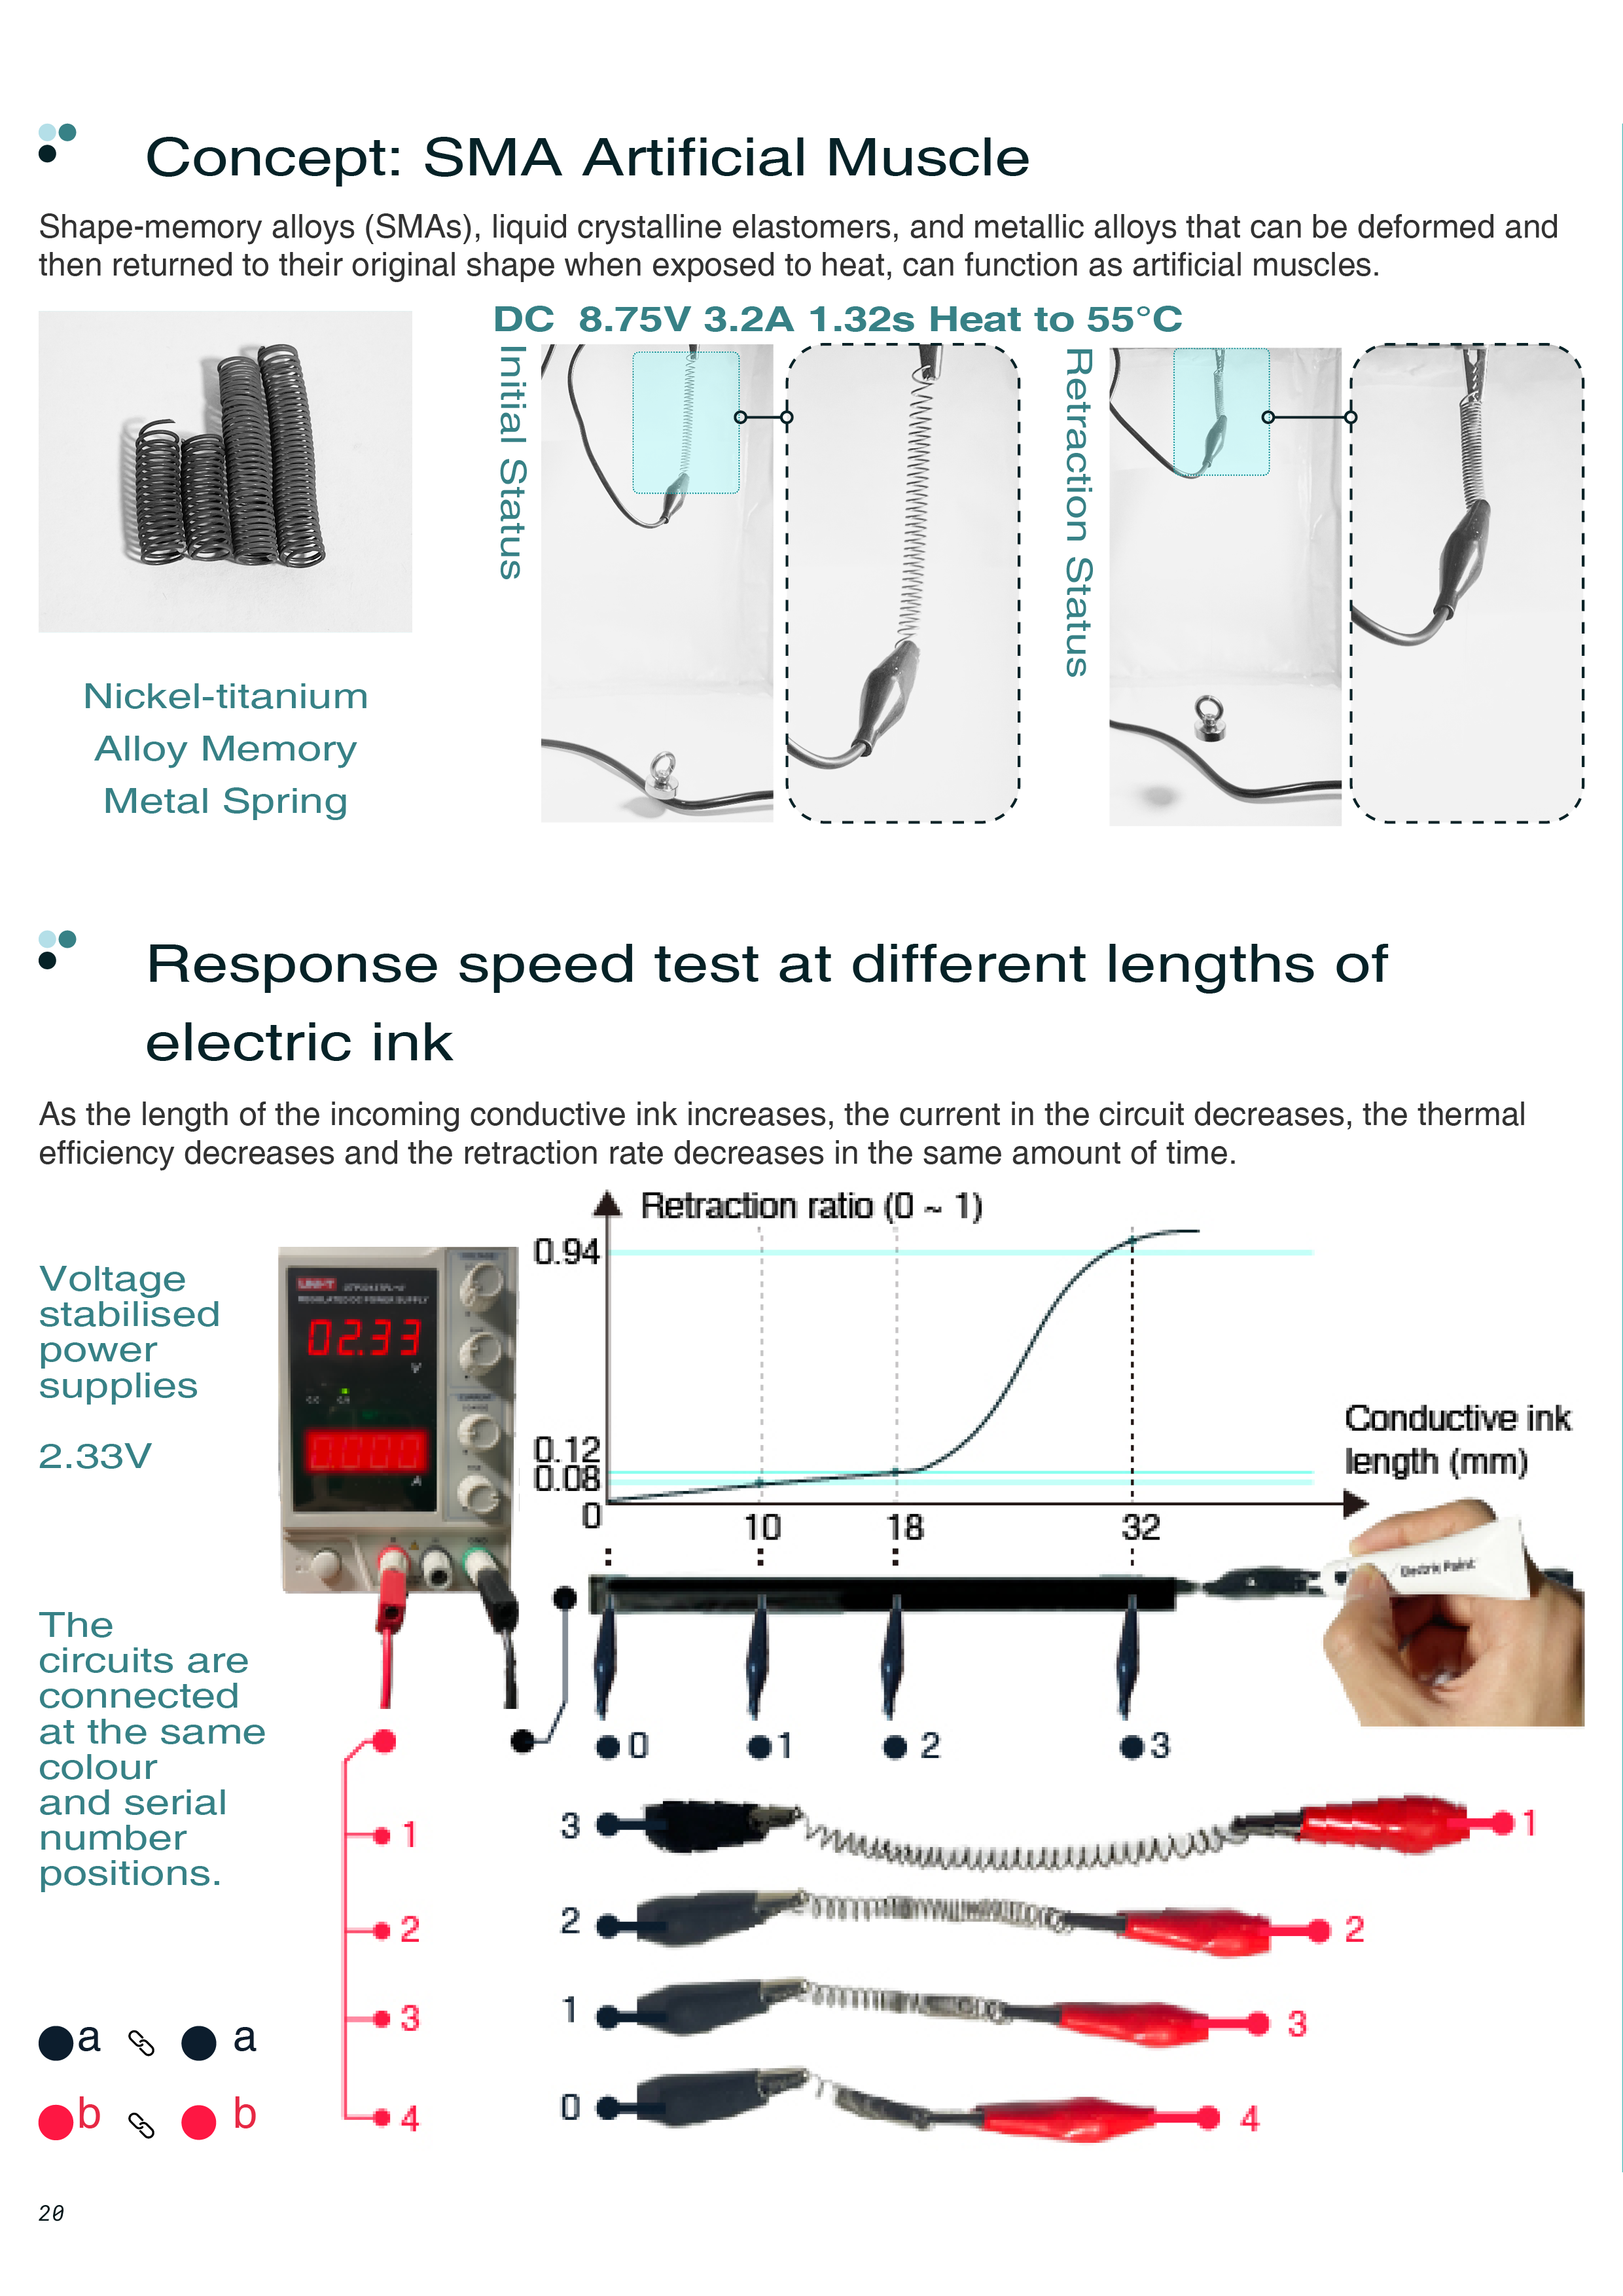 Concept: SMA Artificial Muscle
Shape-memory alloys (SMAs), liquid crystalline elastomers, and metallic alloys that can be deformed and
then returned to their original shape when exposed to heat, can function as artificial muscles.
DC 8.75V 3.2A 1.32s Heat to 55°C
Initial Status
Retraction Status
Nickel-titanium
Alloy Memory
Metal Spring
Response speed test at different lengths of
electric ink
As the length of the incoming conductive ink increases, the current in the circuit decreases, the thermal
efficiency decreases and the retraction rate decreases in the same amount of time.
Voltage
stabilised
power
supplies
2.33V
UNI-T
02.33
V
0.000
A
Retraction ratio (0 ~ 1)
0.94
0.12
0.08
0
10
18
32
Conductive ink
length (mm)
Electric Paint
The
circuits are
connected
at the same
colour
and serial
number
positions.
0
1
2
3
1
2
3
4
3
1
2
2
1
3
0
4
a a
b b
20